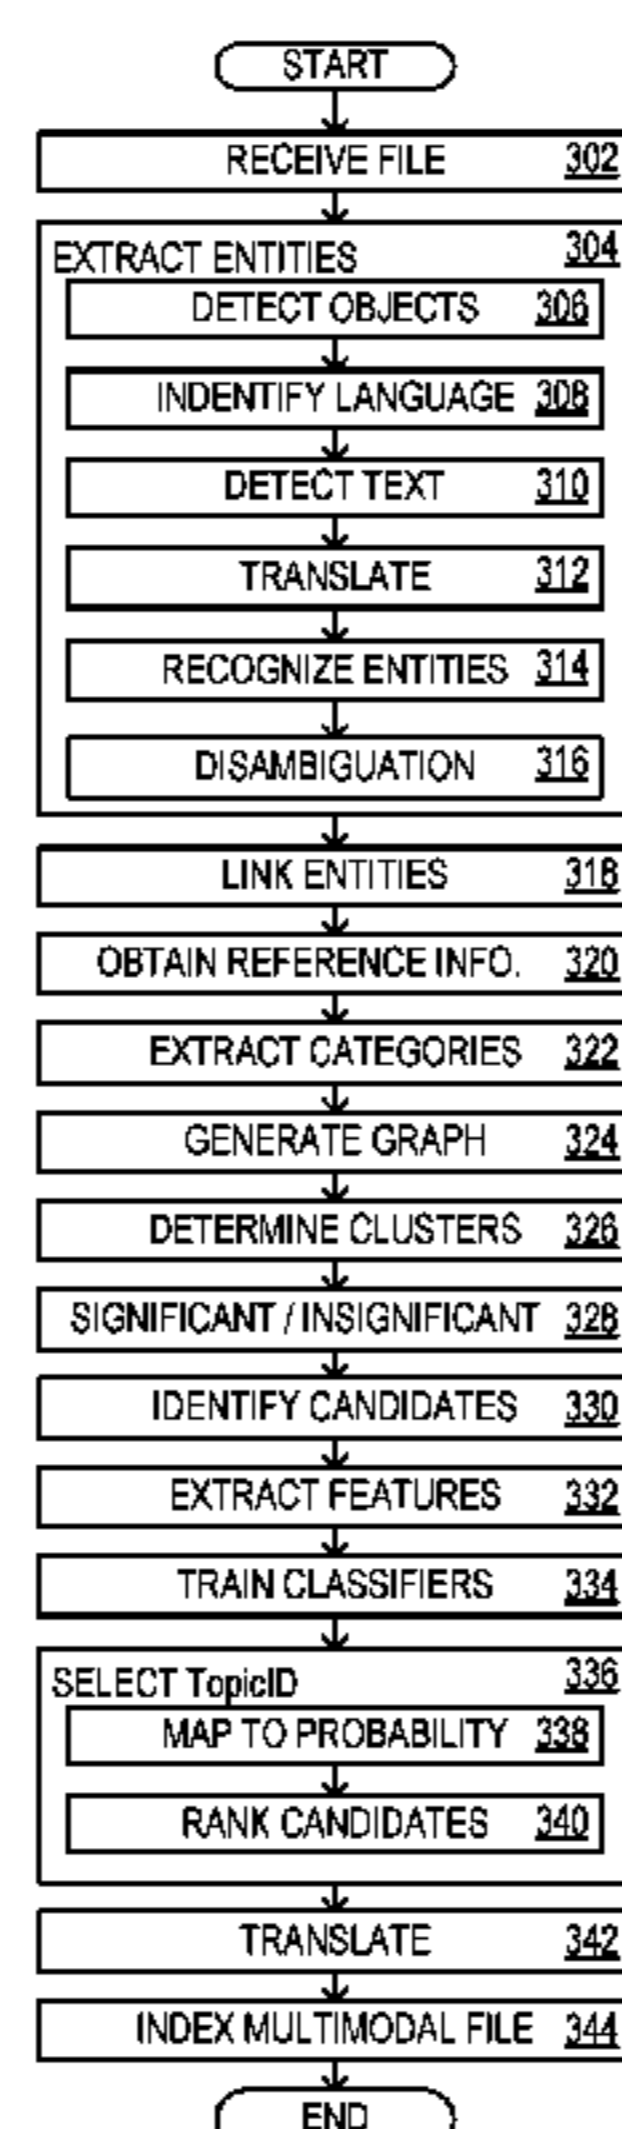 START
RECEIVE FILE 302
EXTRACT ENTITIES 304
DETECT OBJECTS 306
INDENTIFY LANGUAGE 308
DETECT TEXT 310
TRANSLATE 312
RECOGNIZE ENTITIES 314
DISAMBIGUATION 316
LINK ENTITIES 318
OBTAIN REFERENCE INFO. 320
EXTRACT CATEGORIES 322
GENERATE GRAPH 324
DETERMINE CLUSTERS 326
SIGNIFICANT / INSIGNIFICANT 328
IDENTIFY CANDIDATES 330
EXTRACT FEATURES 332
TRAIN CLASSIFIERS 334
SELECT TopicID 336
MAP TO PROBABILITY 338
RANK CANDIDATES 340
TRANSLATE 342
INDEX MULTIMODAL FILE 344
END